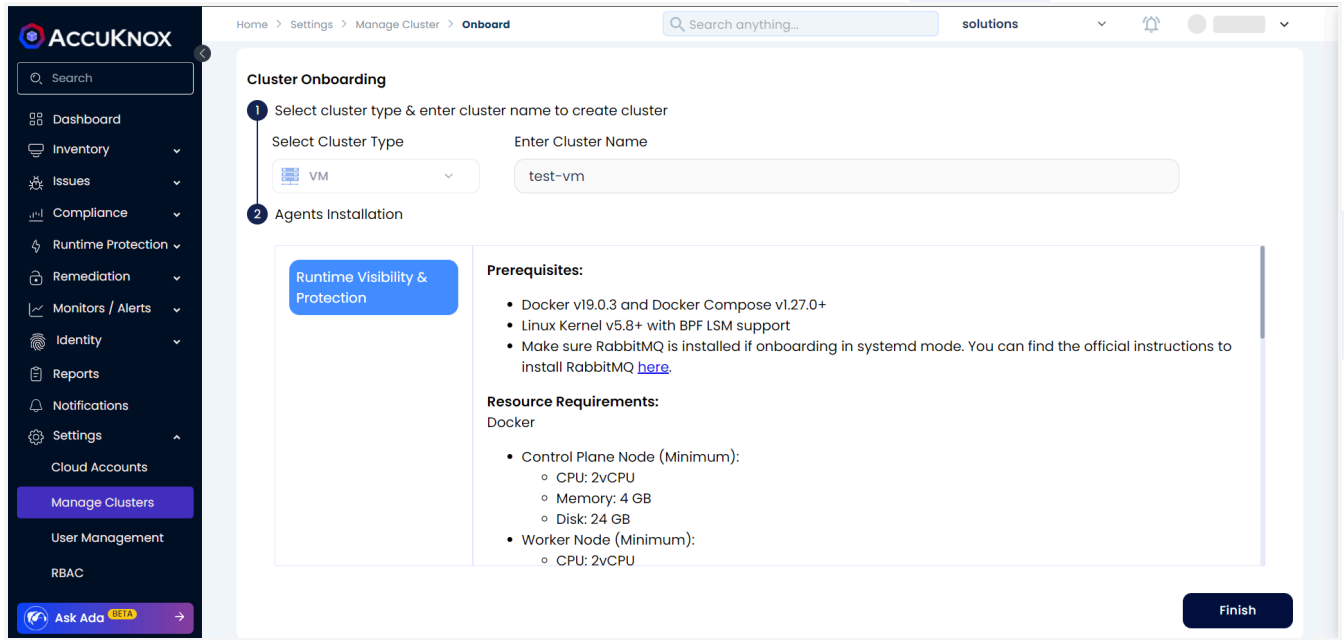 ACCUKNOX
Search
Dashboard
Inventory
Issues
Compliance
Runtime Protection
Remediation
Monitors / Alerts
Identity
Reports
Notifications
Settings
Cloud Accounts
Manage Clusters
User Management
RBAC
Ask Ada BETA
Home > Settings > Manage Cluster > Onboard
Search anything...
solutions
Cluster Onboarding
1 Select cluster type & enter cluster name to create cluster
Select Cluster Type
Enter Cluster Name
VM
test-vm
2 Agents Installation
Runtime Visibility &
Protection
Prerequisites:
• Docker v19.0.3 and Docker Compose v1.27.0+
• Linux Kernel v5.8+ with BPF LSM support
• Make sure RabbitMQ is installed if onboarding in systemd mode. You can find the official instructions to
install RabbitMQ here.
Resource Requirements:
Docker
• Control Plane Node (Minimum):
◦ CPU: 2vCPU
◦ Memory: 4 GB
◦ Disk: 24 GB
• Worker Node (Minimum):
◦ CPU: 2vCPU
Finish